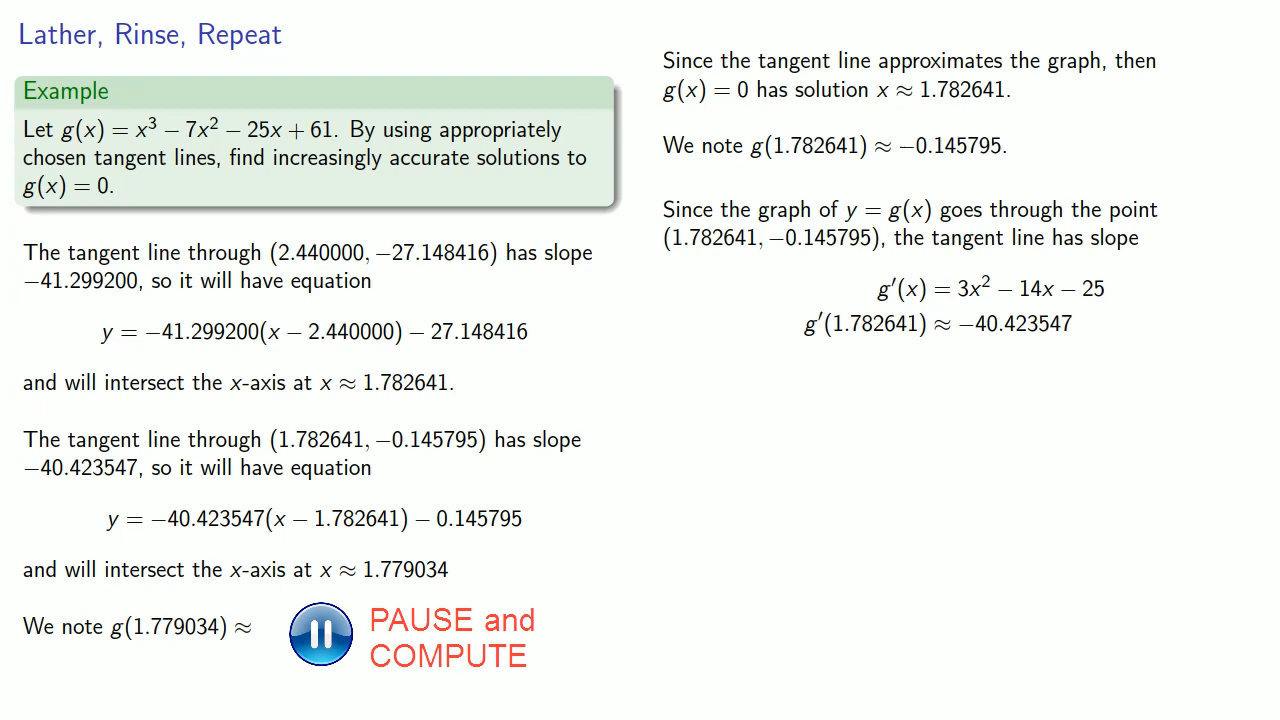 Lather, Rinse, Repeat
Example
Let g(x) = x³ − 7x² − 25x + 61. By using appropriately
chosen tangent lines, find increasingly accurate solutions to
g(x) = 0.
The tangent line through (2.440000, −27.148416) has slope
−41.299200, so it will have equation
y = −41.299200(x − 2.440000) − 27.148416
and will intersect the x-axis at x ≈ 1.782641.
The tangent line through (1.782641, −0.145795) has slope
−40.423547, so it will have equation
y = −40.423547(x − 1.782641) − 0.145795
and will intersect the x-axis at x ≈ 1.779034
We note g(1.779034) ≈
PAUSE and
COMPUTE
Since the tangent line approximates the graph, then
g(x) = 0 has solution x ≈ 1.782641.
We note g(1.782641) ≈ −0.145795.
Since the graph of y = g(x) goes through the point
(1.782641, −0.145795), the tangent line has slope
g′(x) = 3x² − 14x − 25
g′(1.782641) ≈ −40.423547